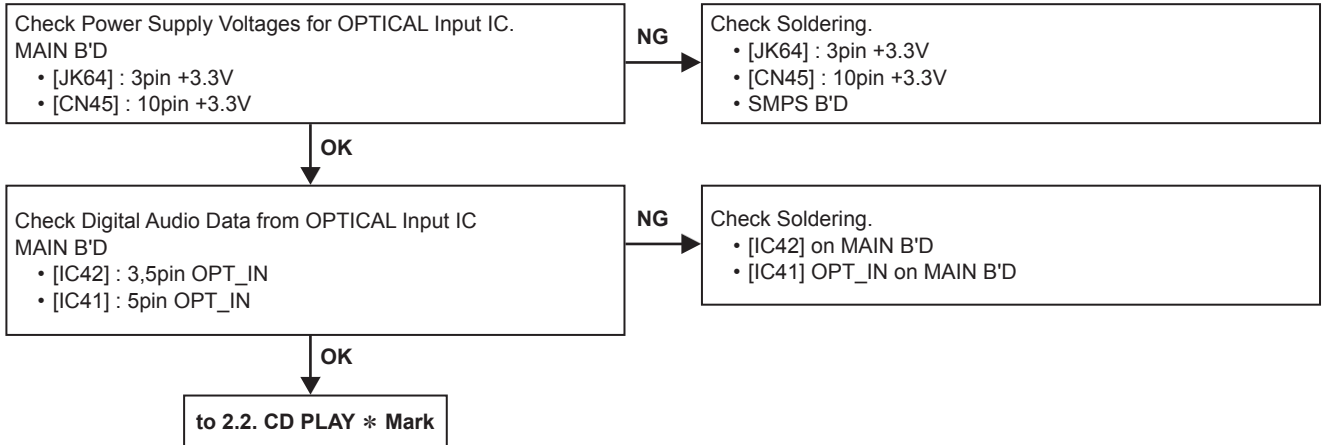 Check Power Supply Voltages for OPTICAL Input IC.
MAIN B'D
• [JK64] : 3pin +3.3V
• [CN45] : 10pin +3.3V
NG
Check Soldering.
• [JK64] : 3pin +3.3V
• [CN45] : 10pin +3.3V
• SMPS B'D
OK
Check Digital Audio Data from OPTICAL Input IC
MAIN B'D
• [IC42] : 3,5pin OPT_IN
• [IC41] : 5pin OPT_IN
NG
Check Soldering.
• [IC42] on MAIN B'D
• [IC41] OPT_IN on MAIN B'D
OK
to 2.2. CD PLAY ∗ Mark